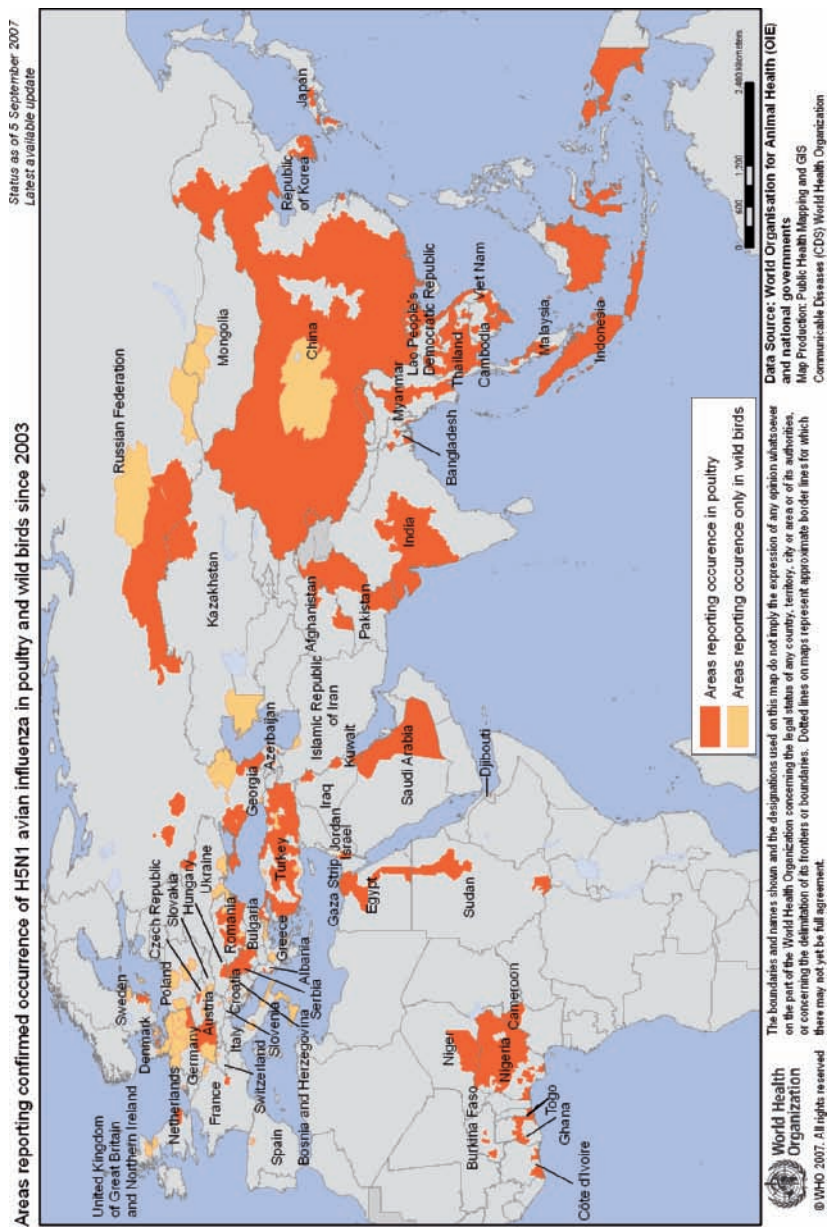 Areas reporting confirmed occurrence of H5N1 avian influenza in poultry and wild birds since 2003
Status as of 5 September 2007
Latest available update
United Kingdom
of Great Britain
and Northern Ireland
Sweden
Denmark
Netherlands
Poland
Czech Republic
Slovakia
Hungary
Ukraine
Germany
Austria
France
Switzerland
Italy
Croatia
Slovenia
Bosnia and Herzegovina
Spain
Romania
Bulgaria
Greece
Albania
Serbia
Turkey
Georgia
Azerbaijan
Russian Federation
Kazakhstan
Mongolia
China
Republic
of Korea
Japan
Gaza Strip
Jordan
Israel
Iraq
Islamic Republic
of Iran
Kuwait
Saudi Arabia
Egypt
Sudan
Djibouti
Afghanistan
Pakistan
India
Bangladesh
Myanmar
Lao People's
Democratic Republic
Thailand
Cambodia
Viet Nam
Malaysia
Indonesia
Niger
Nigeria
Cameroon
Burkina Faso
Togo
Ghana
Côte d'Ivoire
Areas reporting occurence in poultry
Areas reporting occurence only in wild birds
0 600 1,200 2,400 kilometers
World Health
Organization
© WHO 2007. All rights reserved
The boundaries and names shown and the designations used on this map do not imply the expression of any opinion whatsoever
on the part of the World Health Organization concerning the legal status of any country, territory, city or area or of its authorities,
or concerning the delimitation of its frontiers or boundaries. Dotted lines on maps represent approximate border lines for which
there may not yet be full agreement.
Data Source: World Organisation for Animal Health (OIE)
and national governments
Map Production: Public Health Mapping and GIS
Communicable Diseases (CDS) World Health Organization